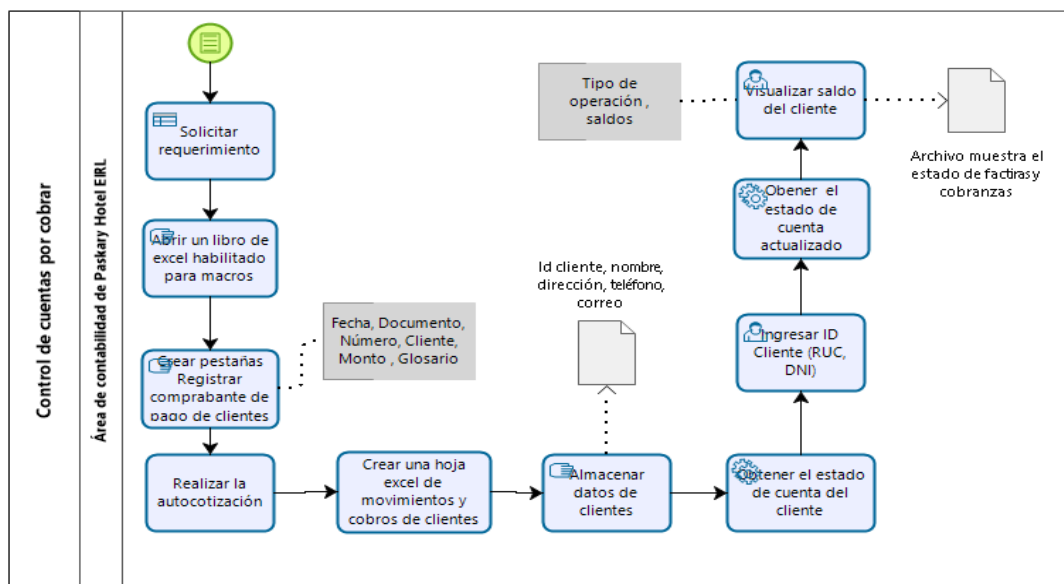 Control de cuentas por cobrar
Área de contabilidad de Paskary Hotel EIRL
Solicitar
requerimiento
Abrir un libro de
excel habilitado
para macros
Crear pestañas
Registrar
comprabante de
pago de clientes
Fecha, Documento,
Número, Cliente,
Monto , Glosario
Realizar la
autocotización
Crear una hoja
excel de
movimientos y
cobros de clientes
Almacenar
datos de
clientes
Id cliente, nombre,
dirección, teléfono,
correo
Obtener el estado
de cuenta del
cliente
Ingresar ID
Cliente (RUC,
DNI)
Obener el
estado de
cuenta
actualizado
Visualizar saldo
del cliente
Tipo de
operación ,
saldos
Archivo muestra el
estado de factirasy
cobranzas